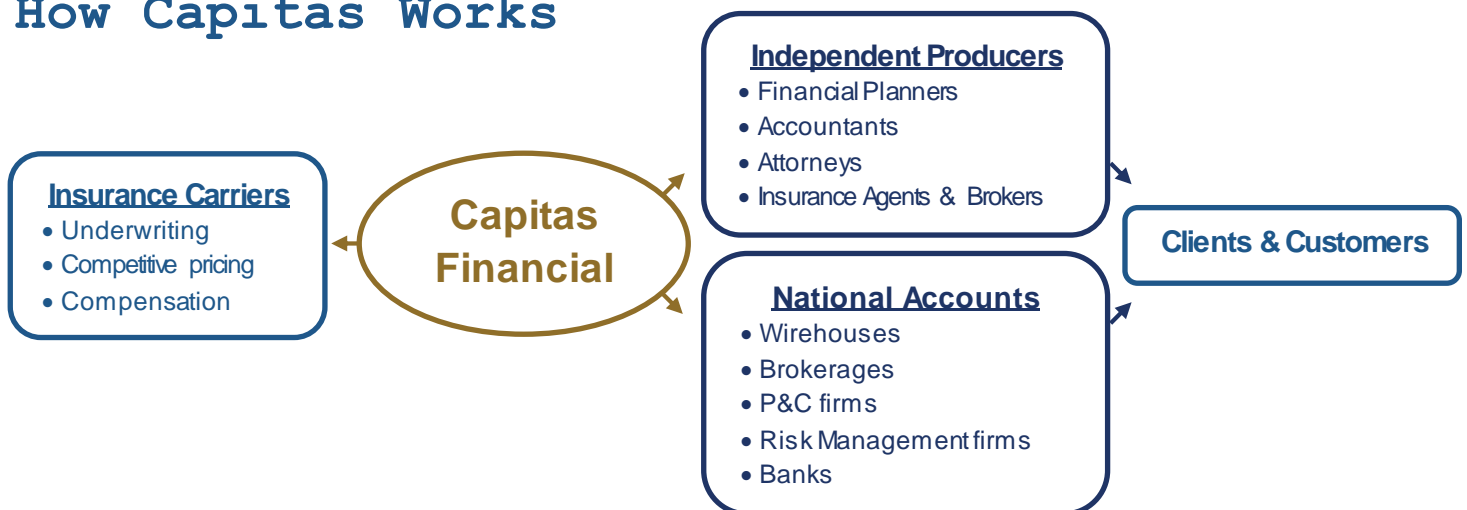 How Capitas Works
Independent Producers
• Financial Planners
• Accountants
• Attorneys
• Insurance Agents & Brokers
Insurance Carriers
• Underwriting
• Competitive pricing
• Compensation
Capitas
Financial
Clients & Customers
National Accounts
• Wirehouses
• Brokerages
• P&C firms
• Risk Management firms
• Banks